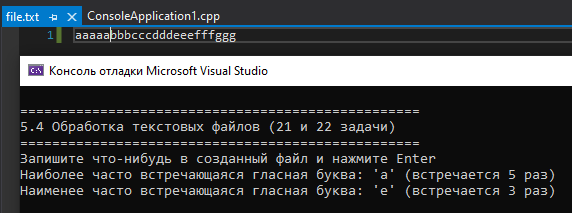 file.txt ConsoleApplication1.cpp
1 aaaaabbbcccdddeeefffggg
Консоль отладки Microsoft Visual Studio
==================================================
5.4 Обработка текстовых файлов (21 и 22 задачи)
==================================================
Запишите что-нибудь в созданный файл и нажмите Enter
Наиболее часто встречающаяся гласная буква: 'a' (встречается 5 раз)
Наименее часто встречающаяся гласная буква: 'e' (встречается 3 раз)